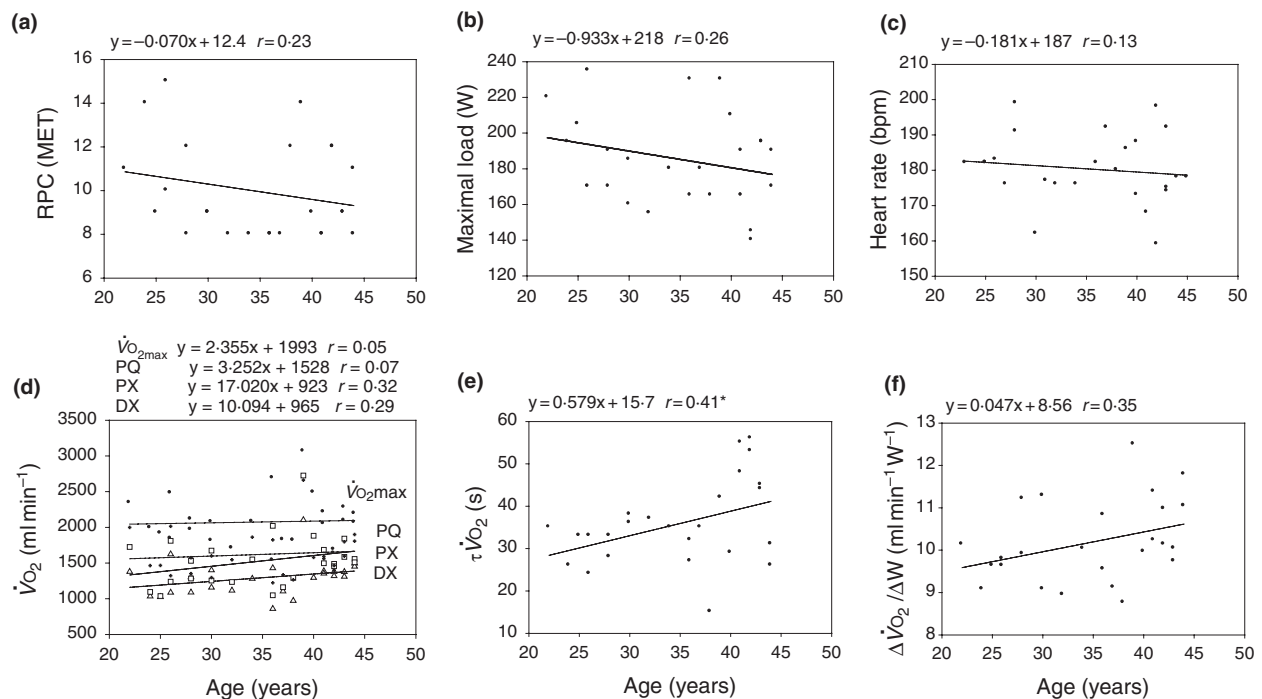 (a)
y=−0·070x+12·4 r=0·23
16
14
12
10
8
6
RPC (MET)
20 25 30 35 40 45 50
(b)
y=−0·933x+218 r=0·26
240
220
200
180
160
140
120
Maximal load (W)
20 25 30 35 40 45 50
(c)
y=−0·181x+187 r=0·13
210
200
190
180
170
160
150
Heart rate (bpm)
20 25 30 35 40 45 50
(d)
V̇O2max y = 2·355x + 1993 r = 0·05
PQ y = 3·252x + 1528 r = 0·07
PX y = 17·020x + 923 r = 0·32
DX y = 10·094 + 965 r = 0·29
3500
3000
2500
2000
1500
1000
500
V̇O2 (ml min−1)
V̇O2max
PQ
PX
DX
20 25 30 35 40 45 50
Age (years)
(e)
y=0·579x+15·7 r=0·41*
60
50
40
30
20
10
τV̇O2 (s)
20 25 30 35 40 45 50
Age (years)
(f)
y=0·047x+8·56 r=0·35
13
12
11
10
9
8
ΔV̇O2/ΔW (ml min−1 W−1)
20 25 30 35 40 45 50
Age (years)